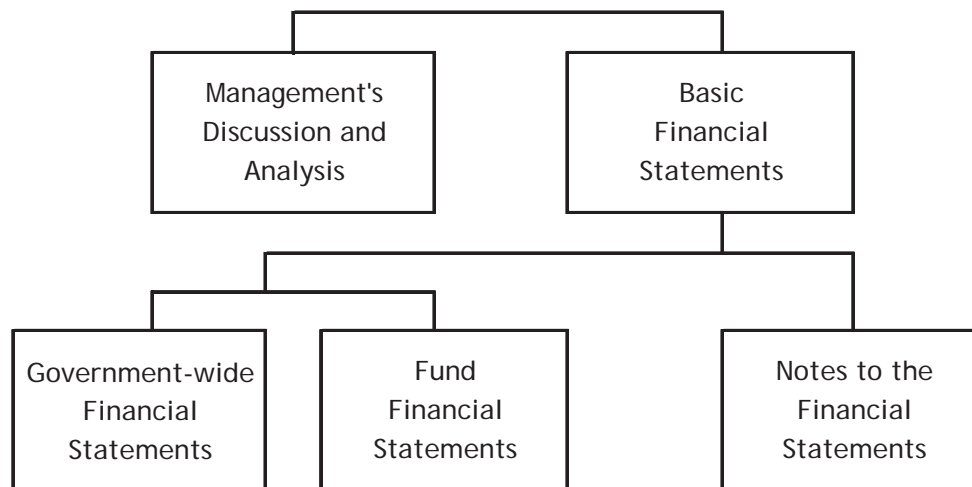 Management's
Discussion and
Analysis
Basic
Financial
Statements
Government-wide
Financial
Statements
Fund
Financial
Statements
Notes to the
Financial
Statements